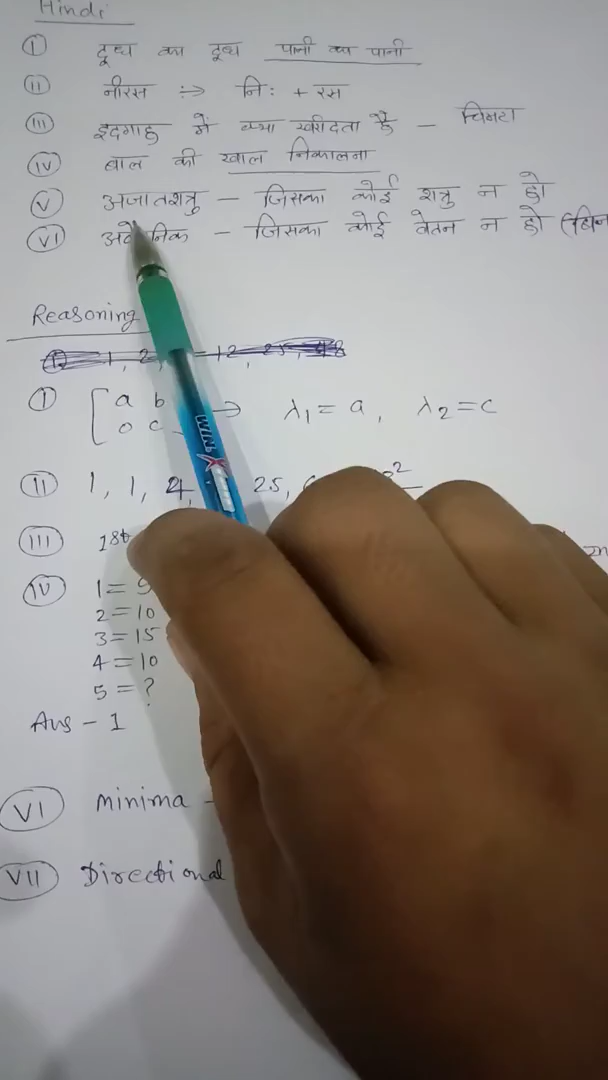 Hindi
I दूध का दूध पानी का पानी
II नीरस ⇒ निः + रस
III इदगाह में क्या खरीदता है – चिमटा
IV बाल की खाल निकालना
V अजातशत्रु – जिसका कोई शत्रु न हो
VI जिसका कोई वेतन न हो
Reasoning
I [ a b → λ1 = a, λ2 = c
0 c
II 1, 1, 4, 25,
III 1st
IV 1 =
2 = 10
3 = 15
4 = 10
5 = ?
Ans - 1
VI Minima -
VII Directional